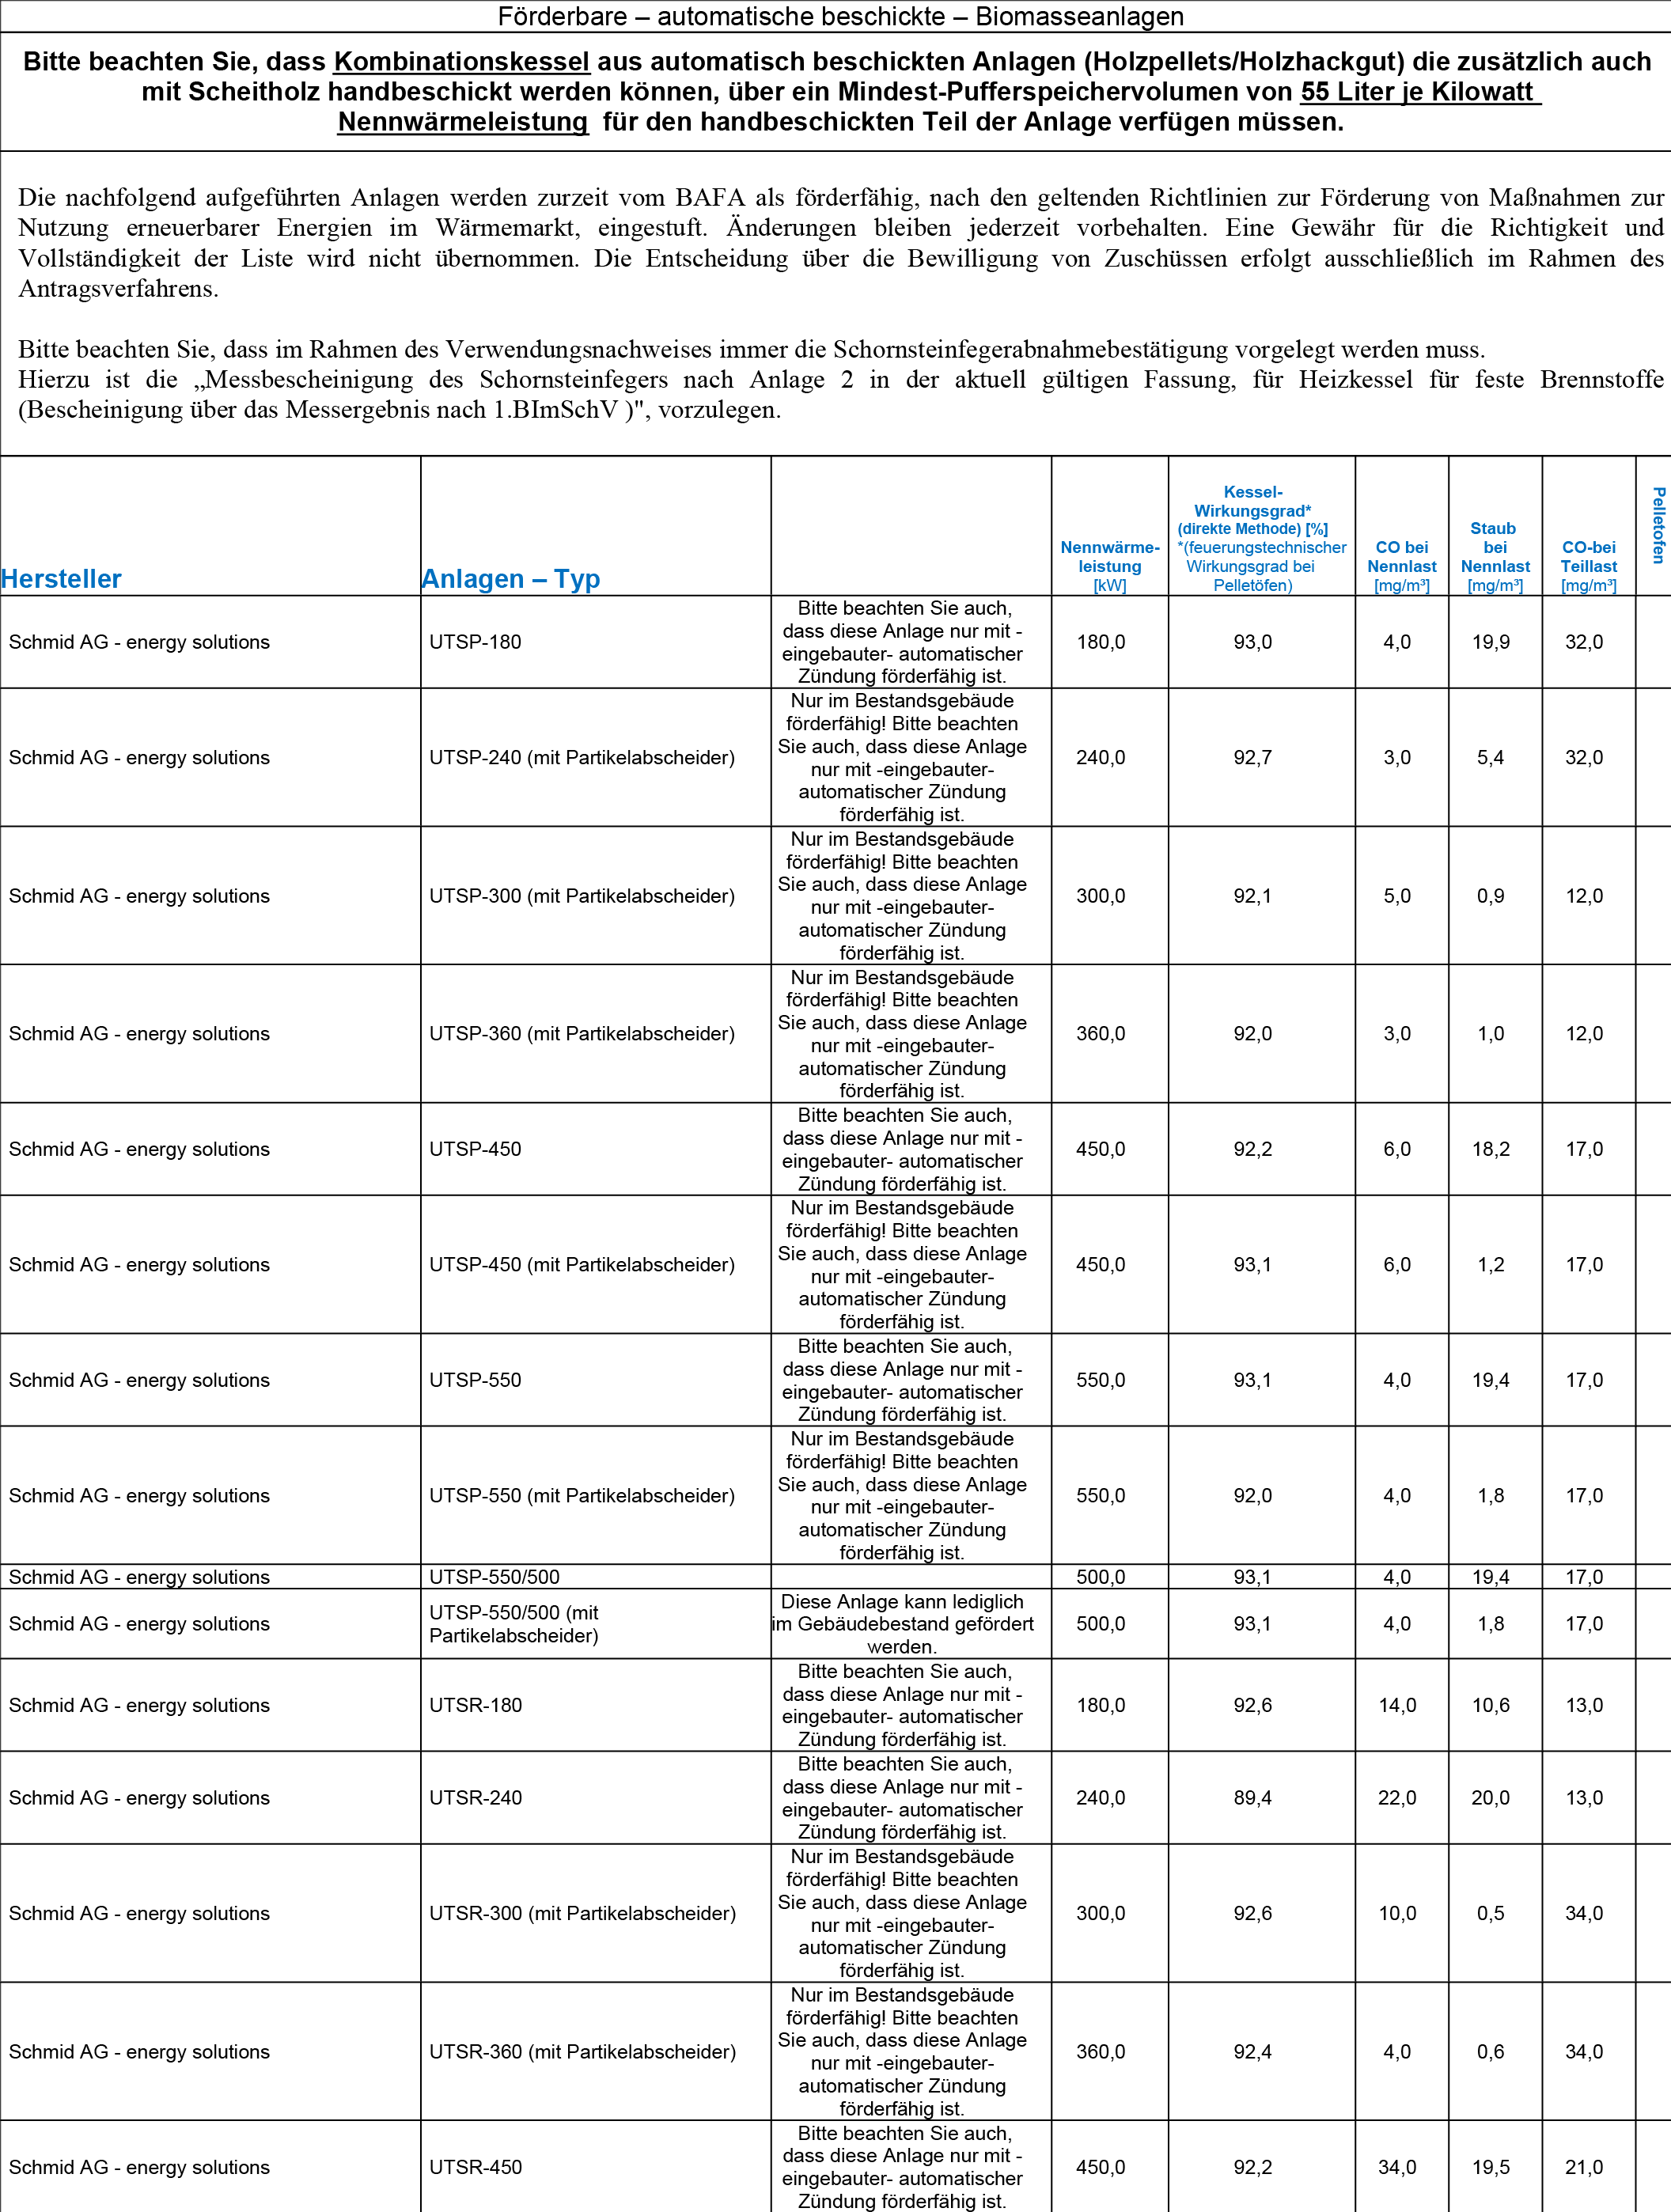 Förderbare – automatische beschickte – Biomasseanlagen
Bitte beachten Sie, dass Kombinationskessel aus automatisch beschickten Anlagen (Holzpellets/Holzhackgut) die zusätzlich auch
mit Scheitholz handbeschickt werden können, über ein Mindest-Pufferspeichervolumen von 55 Liter je Kilowatt
Nennwärmeleistung für den handbeschickten Teil der Anlage verfügen müssen.
Die nachfolgend aufgeführten Anlagen werden zurzeit vom BAFA als förderfähig, nach den geltenden Richtlinien zur Förderung von Maßnahmen zur
Nutzung erneuerbarer Energien im Wärmemarkt, eingestuft. Änderungen bleiben jederzeit vorbehalten. Eine Gewähr für die Richtigkeit und
Vollständigkeit der Liste wird nicht übernommen. Die Entscheidung über die Bewilligung von Zuschüssen erfolgt ausschließlich im Rahmen des
Antragsverfahrens.
Bitte beachten Sie, dass im Rahmen des Verwendungsnachweises immer die Schornsteinfegerabnahmebestätigung vorgelegt werden muss.
Hierzu ist die „Messbescheinigung des Schornsteinfegers nach Anlage 2 in der aktuell gültigen Fassung, für Heizkessel für feste Brennstoffe
(Bescheinigung über das Messergebnis nach 1.BImSchV )", vorzulegen.
Hersteller
Anlagen – Typ
Nennwärme-
leistung
[kW]
Kessel-
Wirkungsgrad*
(direkte Methode) [%]
*(feuerungstechnischer
Wirkungsgrad bei
Pelletöfen)
CO bei
Nennlast
[mg/m³]
Staub
bei
Nennlast
[mg/m³]
CO-bei
Teillast
[mg/m³]
Pelletofen
Schmid AG - energy solutions
UTSP-180
Bitte beachten Sie auch,
dass diese Anlage nur mit -
eingebauter- automatischer
Zündung förderfähig ist.
180,0 93,0 4,0 19,9 32,0
Schmid AG - energy solutions
UTSP-240 (mit Partikelabscheider)
Nur im Bestandsgebäude
förderfähig! Bitte beachten
Sie auch, dass diese Anlage
nur mit -eingebauter-
automatischer Zündung
förderfähig ist.
240,0 92,7 3,0 5,4 32,0
Schmid AG - energy solutions
UTSP-300 (mit Partikelabscheider)
Nur im Bestandsgebäude
förderfähig! Bitte beachten
Sie auch, dass diese Anlage
nur mit -eingebauter-
automatischer Zündung
förderfähig ist.
300,0 92,1 5,0 0,9 12,0
Schmid AG - energy solutions
UTSP-360 (mit Partikelabscheider)
Nur im Bestandsgebäude
förderfähig! Bitte beachten
Sie auch, dass diese Anlage
nur mit -eingebauter-
automatischer Zündung
förderfähig ist.
360,0 92,0 3,0 1,0 12,0
Schmid AG - energy solutions
UTSP-450
Bitte beachten Sie auch,
dass diese Anlage nur mit -
eingebauter- automatischer
Zündung förderfähig ist.
450,0 92,2 6,0 18,2 17,0
Schmid AG - energy solutions
UTSP-450 (mit Partikelabscheider)
Nur im Bestandsgebäude
förderfähig! Bitte beachten
Sie auch, dass diese Anlage
nur mit -eingebauter-
automatischer Zündung
förderfähig ist.
450,0 93,1 6,0 1,2 17,0
Schmid AG - energy solutions
UTSP-550
Bitte beachten Sie auch,
dass diese Anlage nur mit -
eingebauter- automatischer
Zündung förderfähig ist.
550,0 93,1 4,0 19,4 17,0
Schmid AG - energy solutions
UTSP-550 (mit Partikelabscheider)
Nur im Bestandsgebäude
förderfähig! Bitte beachten
Sie auch, dass diese Anlage
nur mit -eingebauter-
automatischer Zündung
förderfähig ist.
550,0 92,0 4,0 1,8 17,0
Schmid AG - energy solutions UTSP-550/500 500,0 93,1 4,0 19,4 17,0
Schmid AG - energy solutions
UTSP-550/500 (mit
Partikelabscheider)
Diese Anlage kann lediglich
im Gebäudebestand gefördert
werden.
500,0 93,1 4,0 1,8 17,0
Schmid AG - energy solutions
UTSR-180
Bitte beachten Sie auch,
dass diese Anlage nur mit -
eingebauter- automatischer
Zündung förderfähig ist.
180,0 92,6 14,0 10,6 13,0
Schmid AG - energy solutions
UTSR-240
Bitte beachten Sie auch,
dass diese Anlage nur mit -
eingebauter- automatischer
Zündung förderfähig ist.
240,0 89,4 22,0 20,0 13,0
Schmid AG - energy solutions
UTSR-300 (mit Partikelabscheider)
Nur im Bestandsgebäude
förderfähig! Bitte beachten
Sie auch, dass diese Anlage
nur mit -eingebauter-
automatischer Zündung
förderfähig ist.
300,0 92,6 10,0 0,5 34,0
Schmid AG - energy solutions
UTSR-360 (mit Partikelabscheider)
Nur im Bestandsgebäude
förderfähig! Bitte beachten
Sie auch, dass diese Anlage
nur mit -eingebauter-
automatischer Zündung
förderfähig ist.
360,0 92,4 4,0 0,6 34,0
Schmid AG - energy solutions
UTSR-450
Bitte beachten Sie auch,
dass diese Anlage nur mit -
eingebauter- automatischer
Zündung förderfähig ist.
450,0 92,2 34,0 19,5 21,0